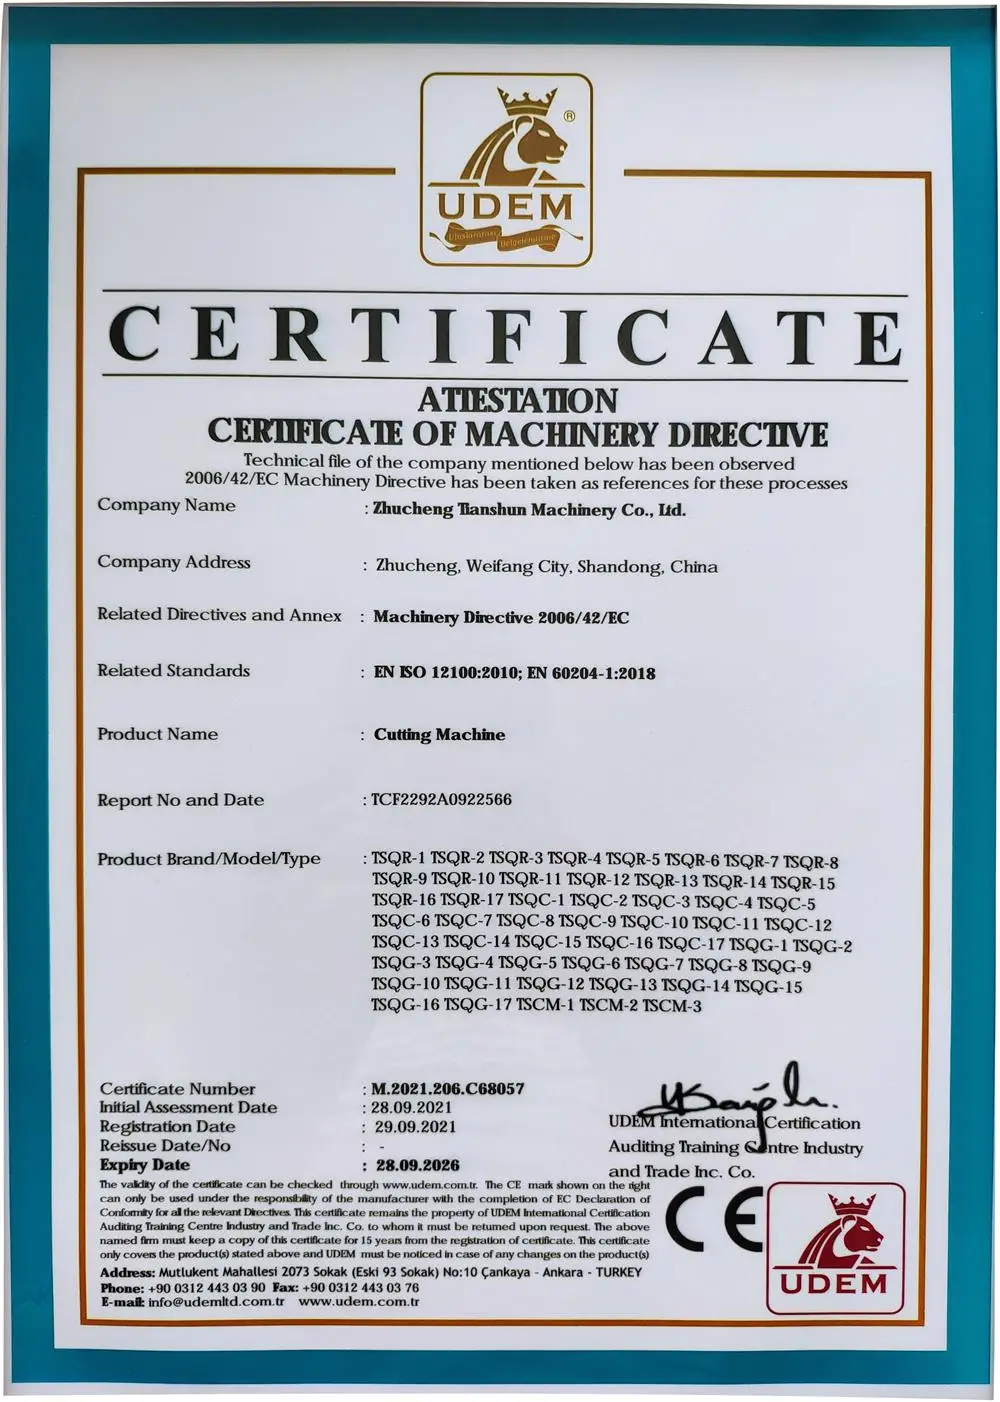 ®
UDEM
Uluslararası Belgelendirme
CERTIFICATE
ATTESTATION
CERTIFICATE OF MACHINERY DIRECTIVE
Technical file of the company mentioned below has been observed
2006/42/EC Machinery Directive has been taken as references for these processes
Company Name : Zhucheng Tianshun Machinery Co., Ltd.
Company Address : Zhucheng, Weifang City, Shandong, China
Related Directives and Annex : Machinery Directive 2006/42/EC
Related Standards : EN ISO 12100:2010; EN 60204-1:2018
Product Name : Cutting Machine
Report No and Date : TCF2292A0922566
Product Brand/Model/Type : TSQR-1 TSQR-2 TSQR-3 TSQR-4 TSQR-5 TSQR-6 TSQR-7 TSQR-8
TSQR-9 TSQR-10 TSQR-11 TSQR-12 TSQR-13 TSQR-14 TSQR-15
TSQR-16 TSQR-17 TSQC-1 TSQC-2 TSQC-3 TSQC-4 TSQC-5
TSQC-6 TSQC-7 TSQC-8 TSQC-9 TSQC-10 TSQC-11 TSQC-12
TSQC-13 TSQC-14 TSQC-15 TSQC-16 TSQC-17 TSQG-1 TSQG-2
TSQG-3 TSQG-4 TSQG-5 TSQG-6 TSQG-7 TSQG-8 TSQG-9
TSQG-10 TSQG-11 TSQG-12 TSQG-13 TSQG-14 TSQG-15
TSQG-16 TSQG-17 TSCM-1 TSCM-2 TSCM-3
Certificate Number : M.2021.206.C68057
Initial Assessment Date : 28.09.2021
Registration Date : 29.09.2021
Reissue Date/No : -
Expiry Date : 28.09.2026
UDEM International Certification
Auditing Training Centre Industry
and Trade Inc. Co.
The validity of the certificate can be checked through www.udem.com.tr. The CE mark shown on the right
can only be used under the responsibility of the manufacturer with the completion of EC Declaration of
Conformity for all the relevant Directives. This certificate remains the property of UDEM International Certification
Auditing Training Centre Industry and Trade Inc. Co. to whom it must be returned upon request. The above
named firm must keep a copy of this certificate for 15 years from the registration of certificate. This certificate
only covers the product(s) stated above and UDEM must be noticed in case of any changes on the product(s)
Address: Mutlukent Mahallesi 2073 Sokak (Eski 93 Sokak) No:10 Çankaya - Ankara - TURKEY
Phone: +90 0312 443 03 90 Fax: +90 0312 443 03 76
E-mail: info@udemltd.com.tr www.udem.com.tr
CE
UDEM